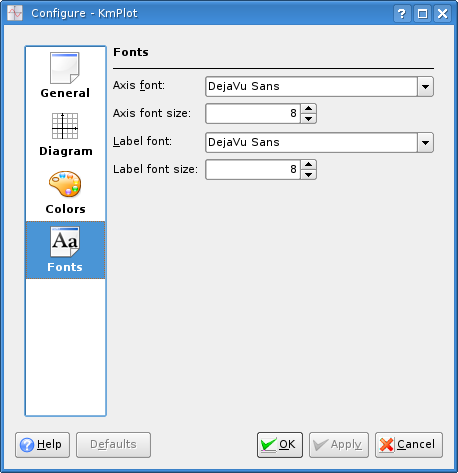 Configure - KmPlot
General
Diagram
Colors
Aa
Fonts
Fonts
Axis font: DejaVu Sans
Axis font size: 8
Label font: DejaVu Sans
Label font size: 8
Help Defaults OK Apply Cancel